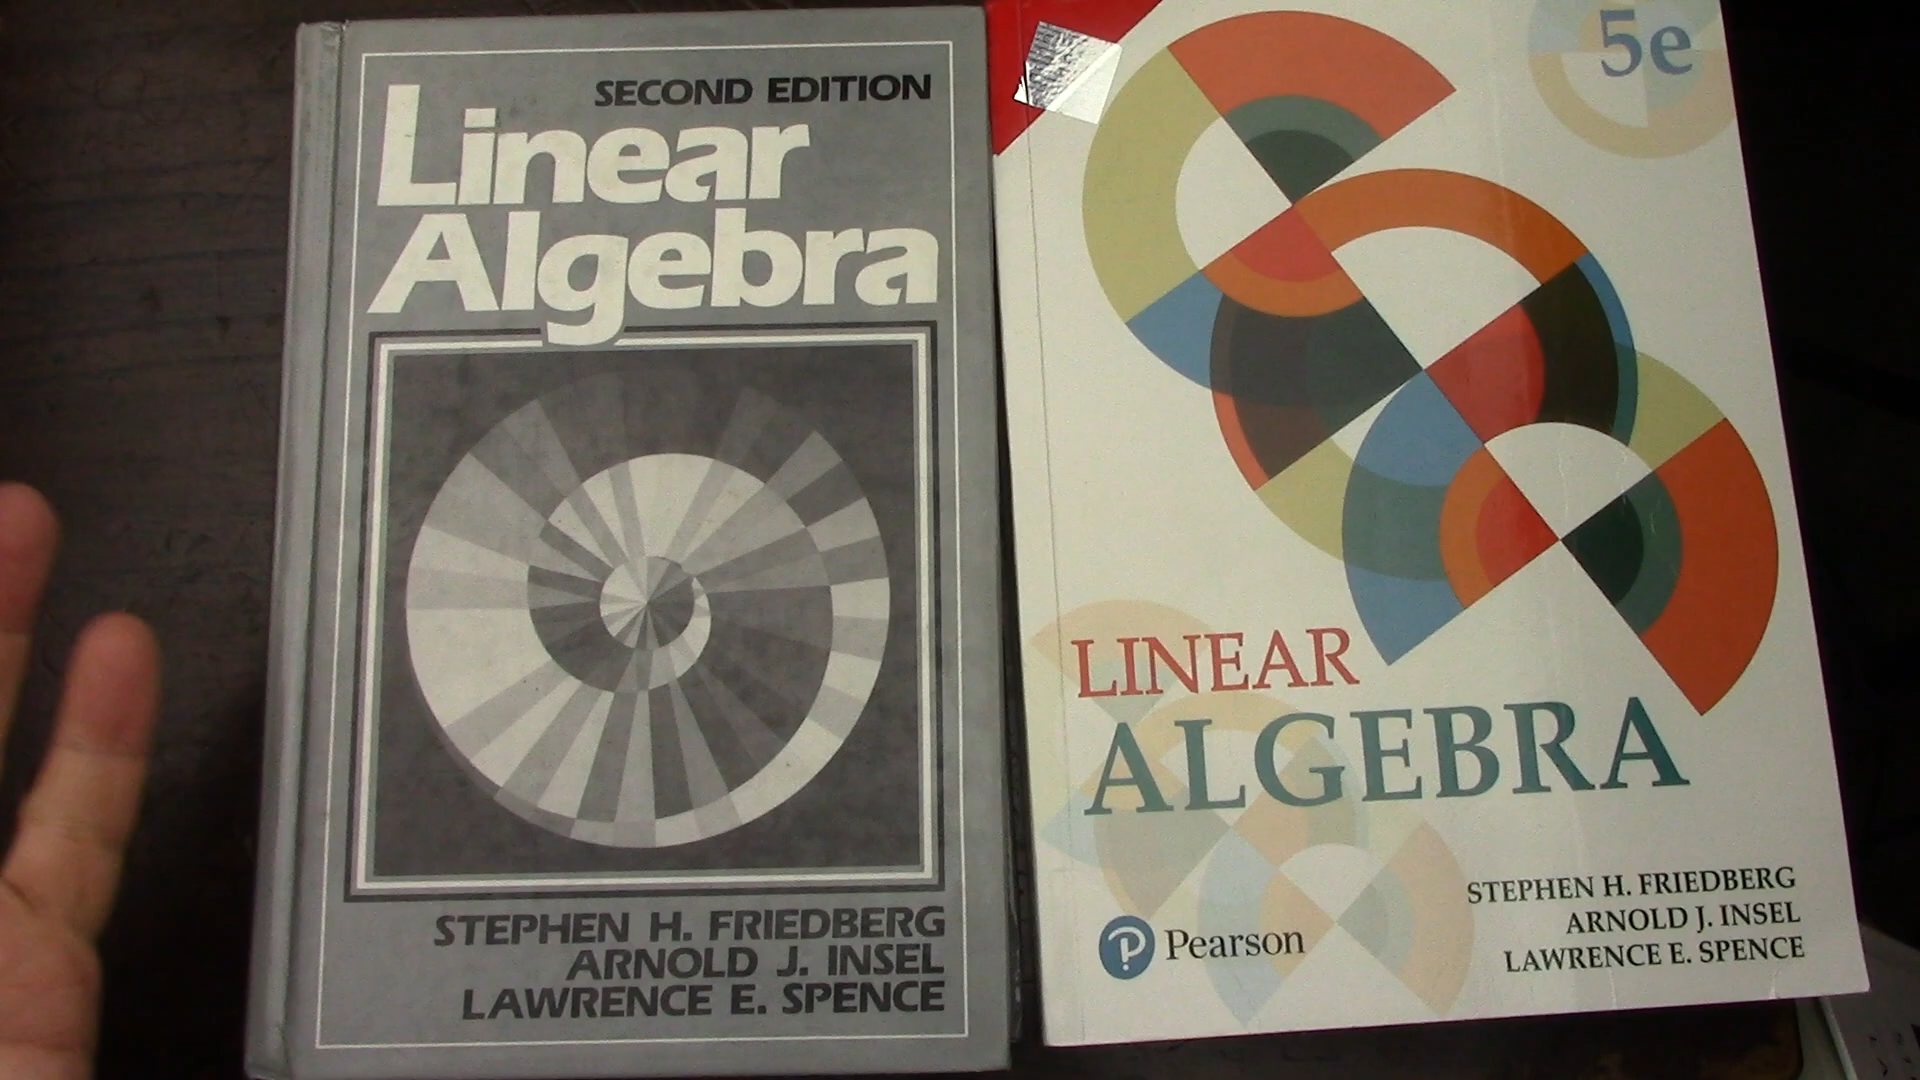 SECOND EDITION
Linear
Algebra
STEPHEN H. FRIEDBERG
ARNOLD J. INSEL
LAWRENCE E. SPENCE
5e
LINEAR
ALGEBRA
STEPHEN H. FRIEDBERG
ARNOLD J. INSEL
LAWRENCE E. SPENCE
Pearson